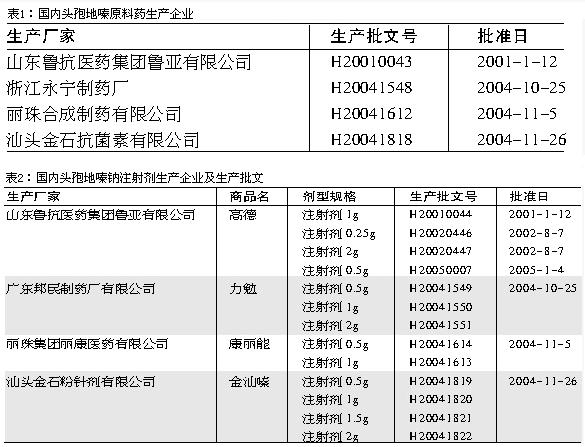 表1：国内头孢地嗪原料药生产企业
生产厂家 生产批文号 批准日
山东鲁抗医药集团鲁亚有限公司 H20010043 2001-1-12
浙江永宁制药厂 H20041548 2004-10-25
丽珠合成制药有限公司 H20041612 2004-11-5
汕头金石抗菌素有限公司 H20041818 2004-11-26
表2：国内头孢地嗪钠注射剂生产企业及生产批文
生产厂家 商品名 剂型规格 生产批文号 批准日
山东鲁抗医药集团鲁亚有限公司 高德 注射剂 1g H20010044 2001-1-12
注射剂 0.25g H20020446 2002-8-7
注射剂 2g H20020447 2002-8-7
注射剂 0.5g H20050007 2005-1-4
广东邦民制药厂有限公司 力勉 注射剂 0.5g H20041549 2004-10-25
注射剂 1g H20041550
注射剂 2g H20041551
丽珠集团丽康医药有限公司 康丽能 注射剂 0.5g H20041614 2004-11-5
注射剂 1g H20041613
汕头金石粉针剂有限公司 金汕嗪 注射剂 0.5g H20041819 2004-11-26
注射剂 1g H20041820
注射剂 1.5g H20041821
注射剂 2g H20041822